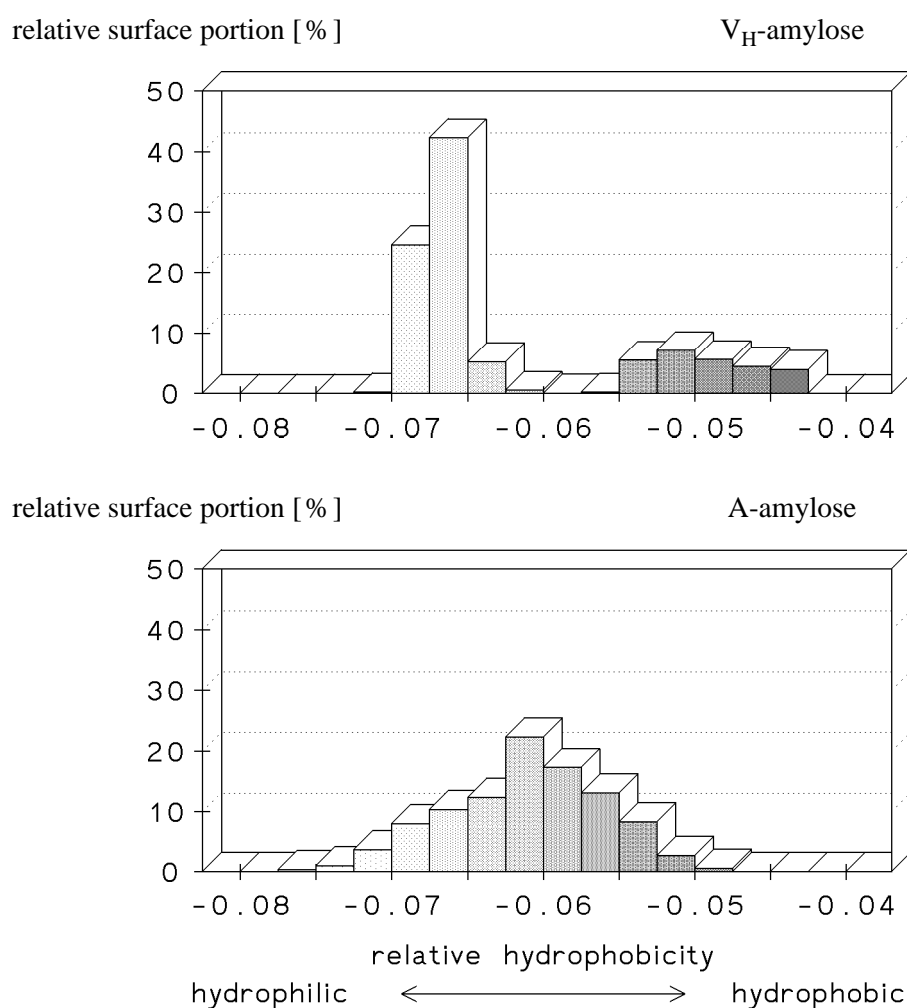 relative surface portion [%] V_H-amylose
50
40
30
20
10
0
-0.08 -0.07 -0.06 -0.05 -0.04
relative surface portion [%] A-amylose
50
40
30
20
10
0
-0.08 -0.07 -0.06 -0.05 -0.04
relative hydrophobicity
hydrophilic hydrophobic